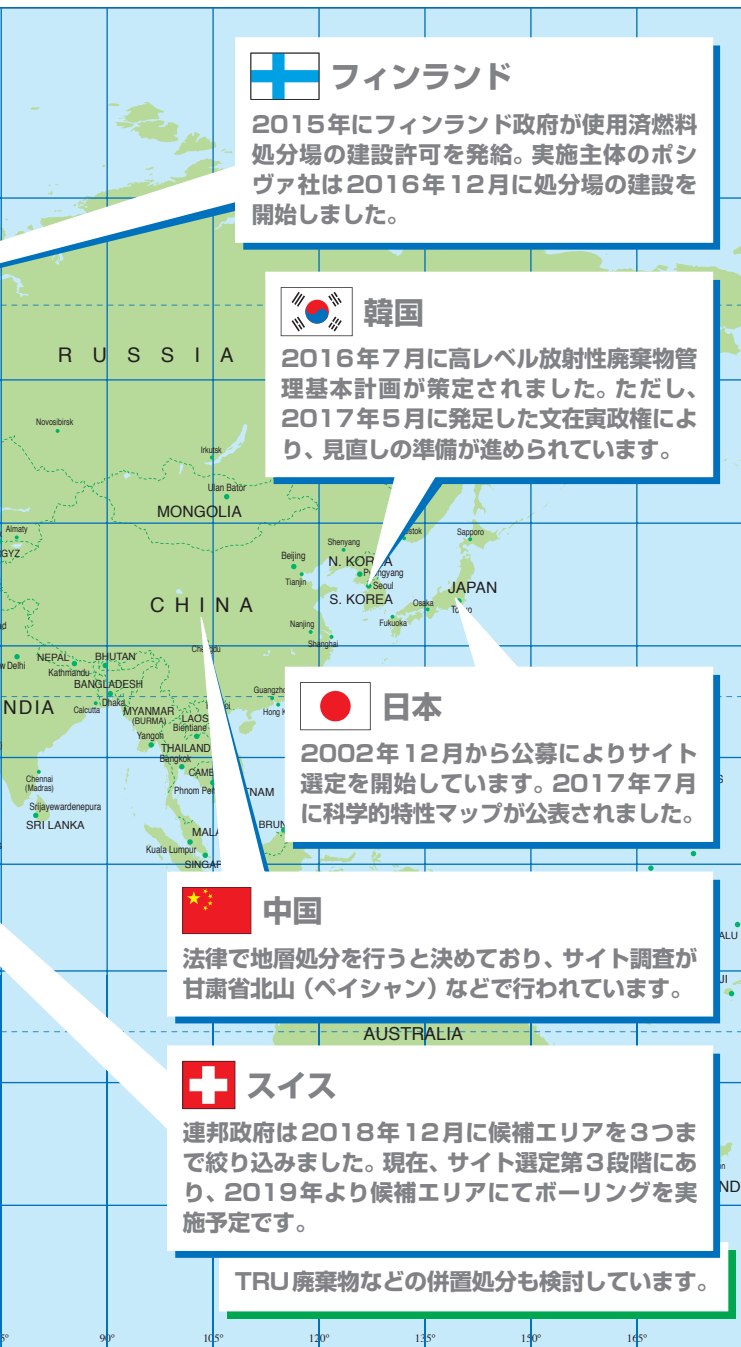 フィンランド
2015年にフィンランド政府が使用済燃料
処分場の建設許可を発給。実施主体のポシ
ヴァ社は2016年12月に処分場の建設を
開始しました。
韓国
2016年7月に高レベル放射性廃棄物管
理基本計画が策定されました。ただし、
2017年5月に発足した文在寅政権によ
り、見直しの準備が進められています。
RUSSIA
Novosibirsk
Irkutsk
Ulan Bator
MONGOLIA
Almaty
Shenyang
Sapporo
Beijing
N. KOREA
Pyongyang
Tianjin
Seoul
JAPAN
CHINA
S. KOREA
Osaka
Tokyo
Nanjing
Fukuoka
Shanghai
Chengdu
NEPAL
BHUTAN
Kathmandu
BANGLADESH
Guangzho
NDIA
Calcutta
Dhaka
MYANMAR
(BURMA)
LAOS
Hong K
Bientiane
Yangon
THAILAND
Bangkok
CAMB
Chennai
(Madras)
Phnom Pen
TNAM
Srijayewardenepura
SRI LANKA
MALA
BRUN
Kuala Lumpur
SINGAP
日本
2002年12月から公募によりサイト
選定を開始しています。2017年7月
に科学的特性マップが公表されました。
中国
法律で地層処分を行うと決めており、サイト調査が
甘粛省北山（ペイシャン）などで行われています。
ALU
JI
AUSTRALIA
スイス
連邦政府は2018年12月に候補エリアを3つま
で絞り込みました。現在、サイト選定第3段階にあ
り、2019年より候補エリアにてボーリングを実
施予定です。
ND
TRU廃棄物などの併置処分も検討しています。
90° 105° 120° 135° 150° 165°